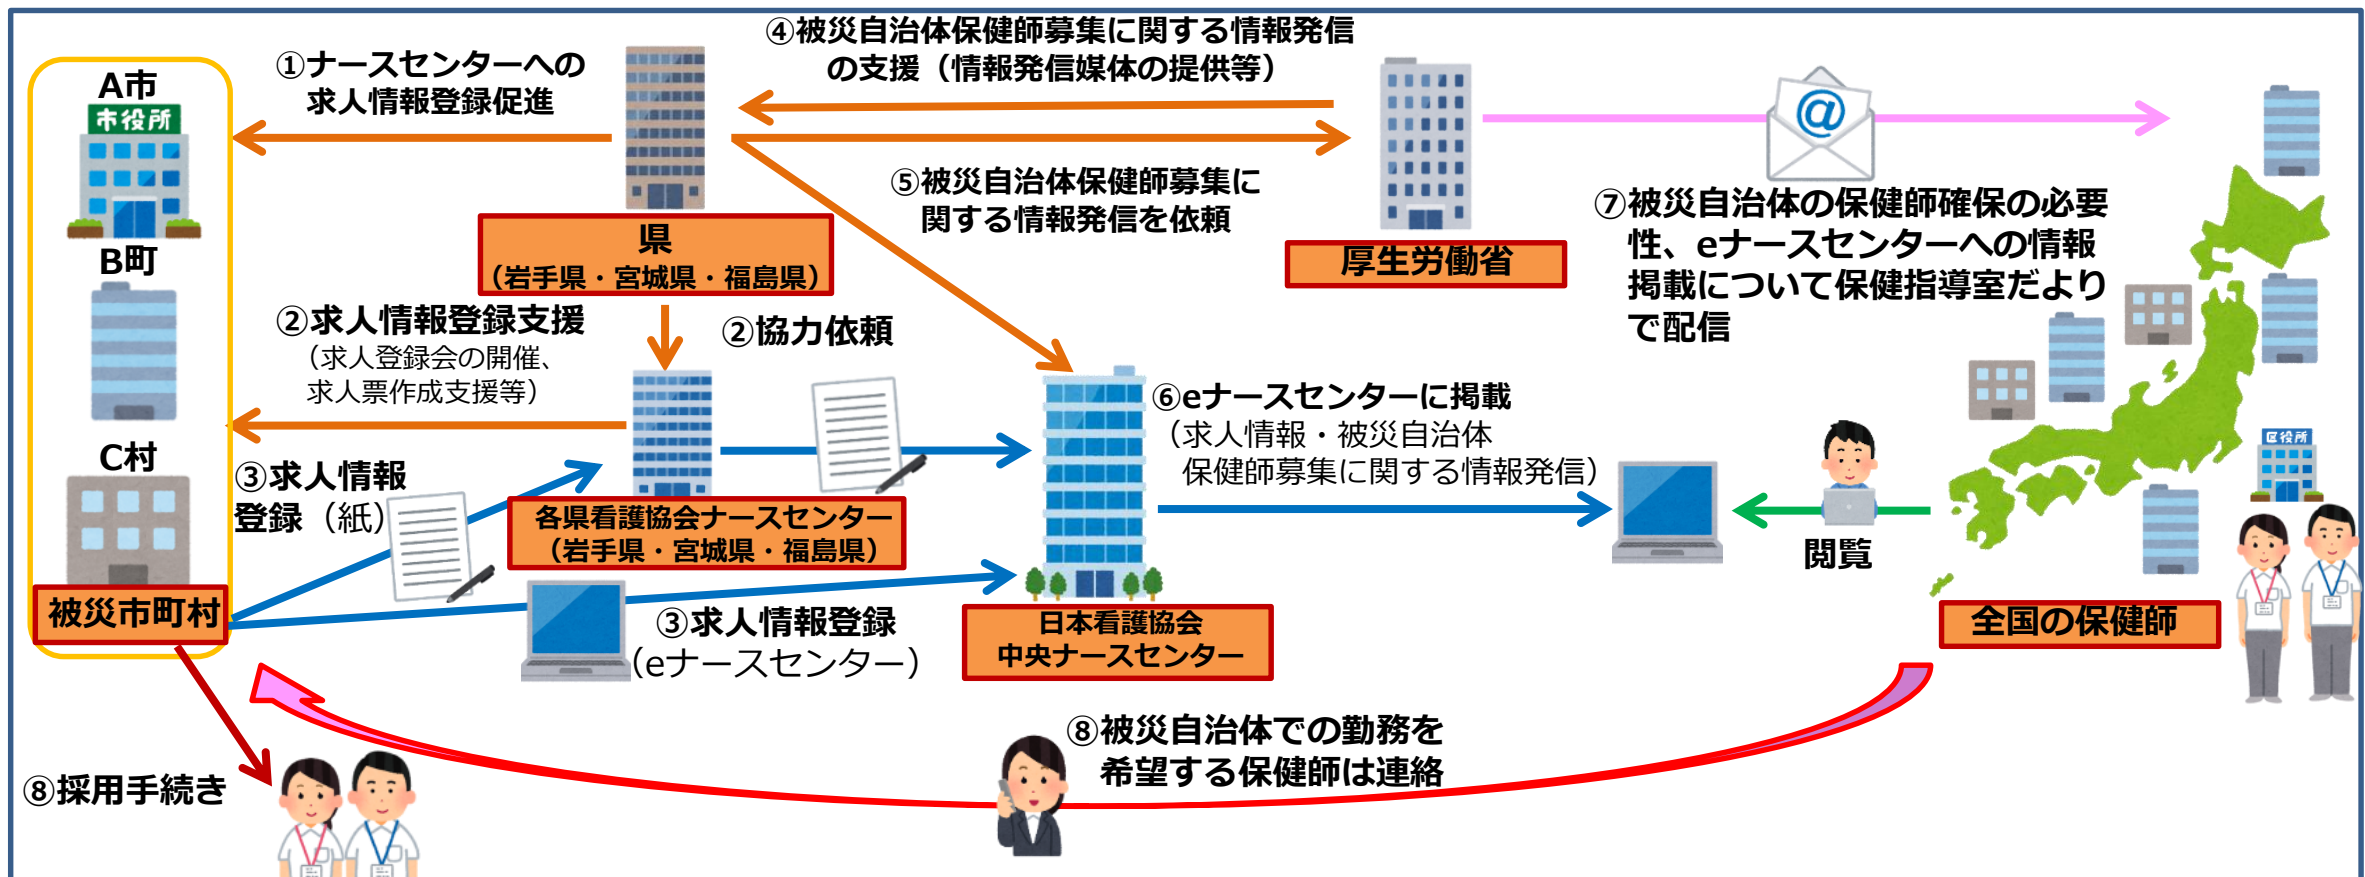 A市
市役所
B町
C村
被災市町村
①ナースセンターへの
求人情報登録促進
県
（岩手県・宮城県・福島県）
②求人情報登録支援
（求人登録会の開催、
求人票作成支援等）
②協力依頼
③求人情報
登録（紙）
各県看護協会ナースセンター
（岩手県・宮城県・福島県）
③求人情報登録
（eナースセンター）
④被災自治体保健師募集に関する情報発信
の支援（情報発信媒体の提供等）
⑤被災自治体保健師募集に
関する情報発信を依頼
厚生労働省
日本看護協会
中央ナースセンター
⑥eナースセンターに掲載
（求人情報・被災自治体
保健師募集に関する情報発信）
@
⑦被災自治体の保健師確保の必要
性、eナースセンターへの情報
掲載について保健指導室だより
で配信
閲覧
区役所
全国の保健師
⑧被災自治体での勤務を
希望する保健師は連絡
⑧採用手続き